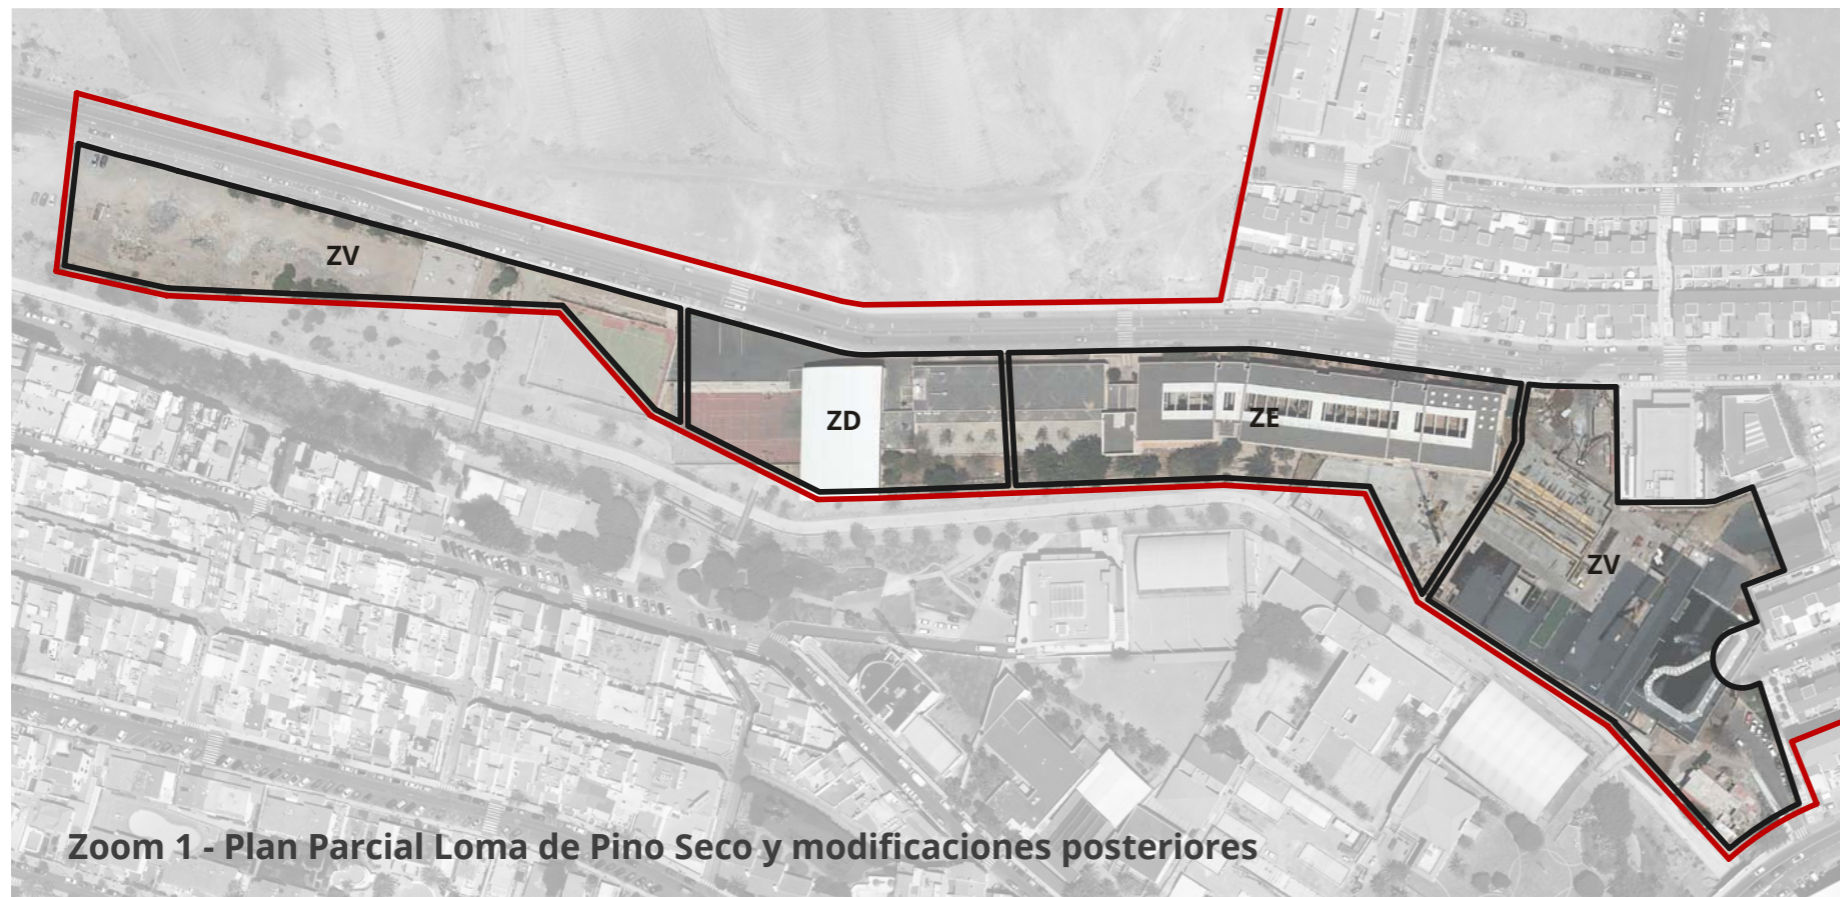 ZV
ZD
ZE
ZV
Zoom 1 - Plan Parcial Loma de Pino Seco y modificaciones posteriores